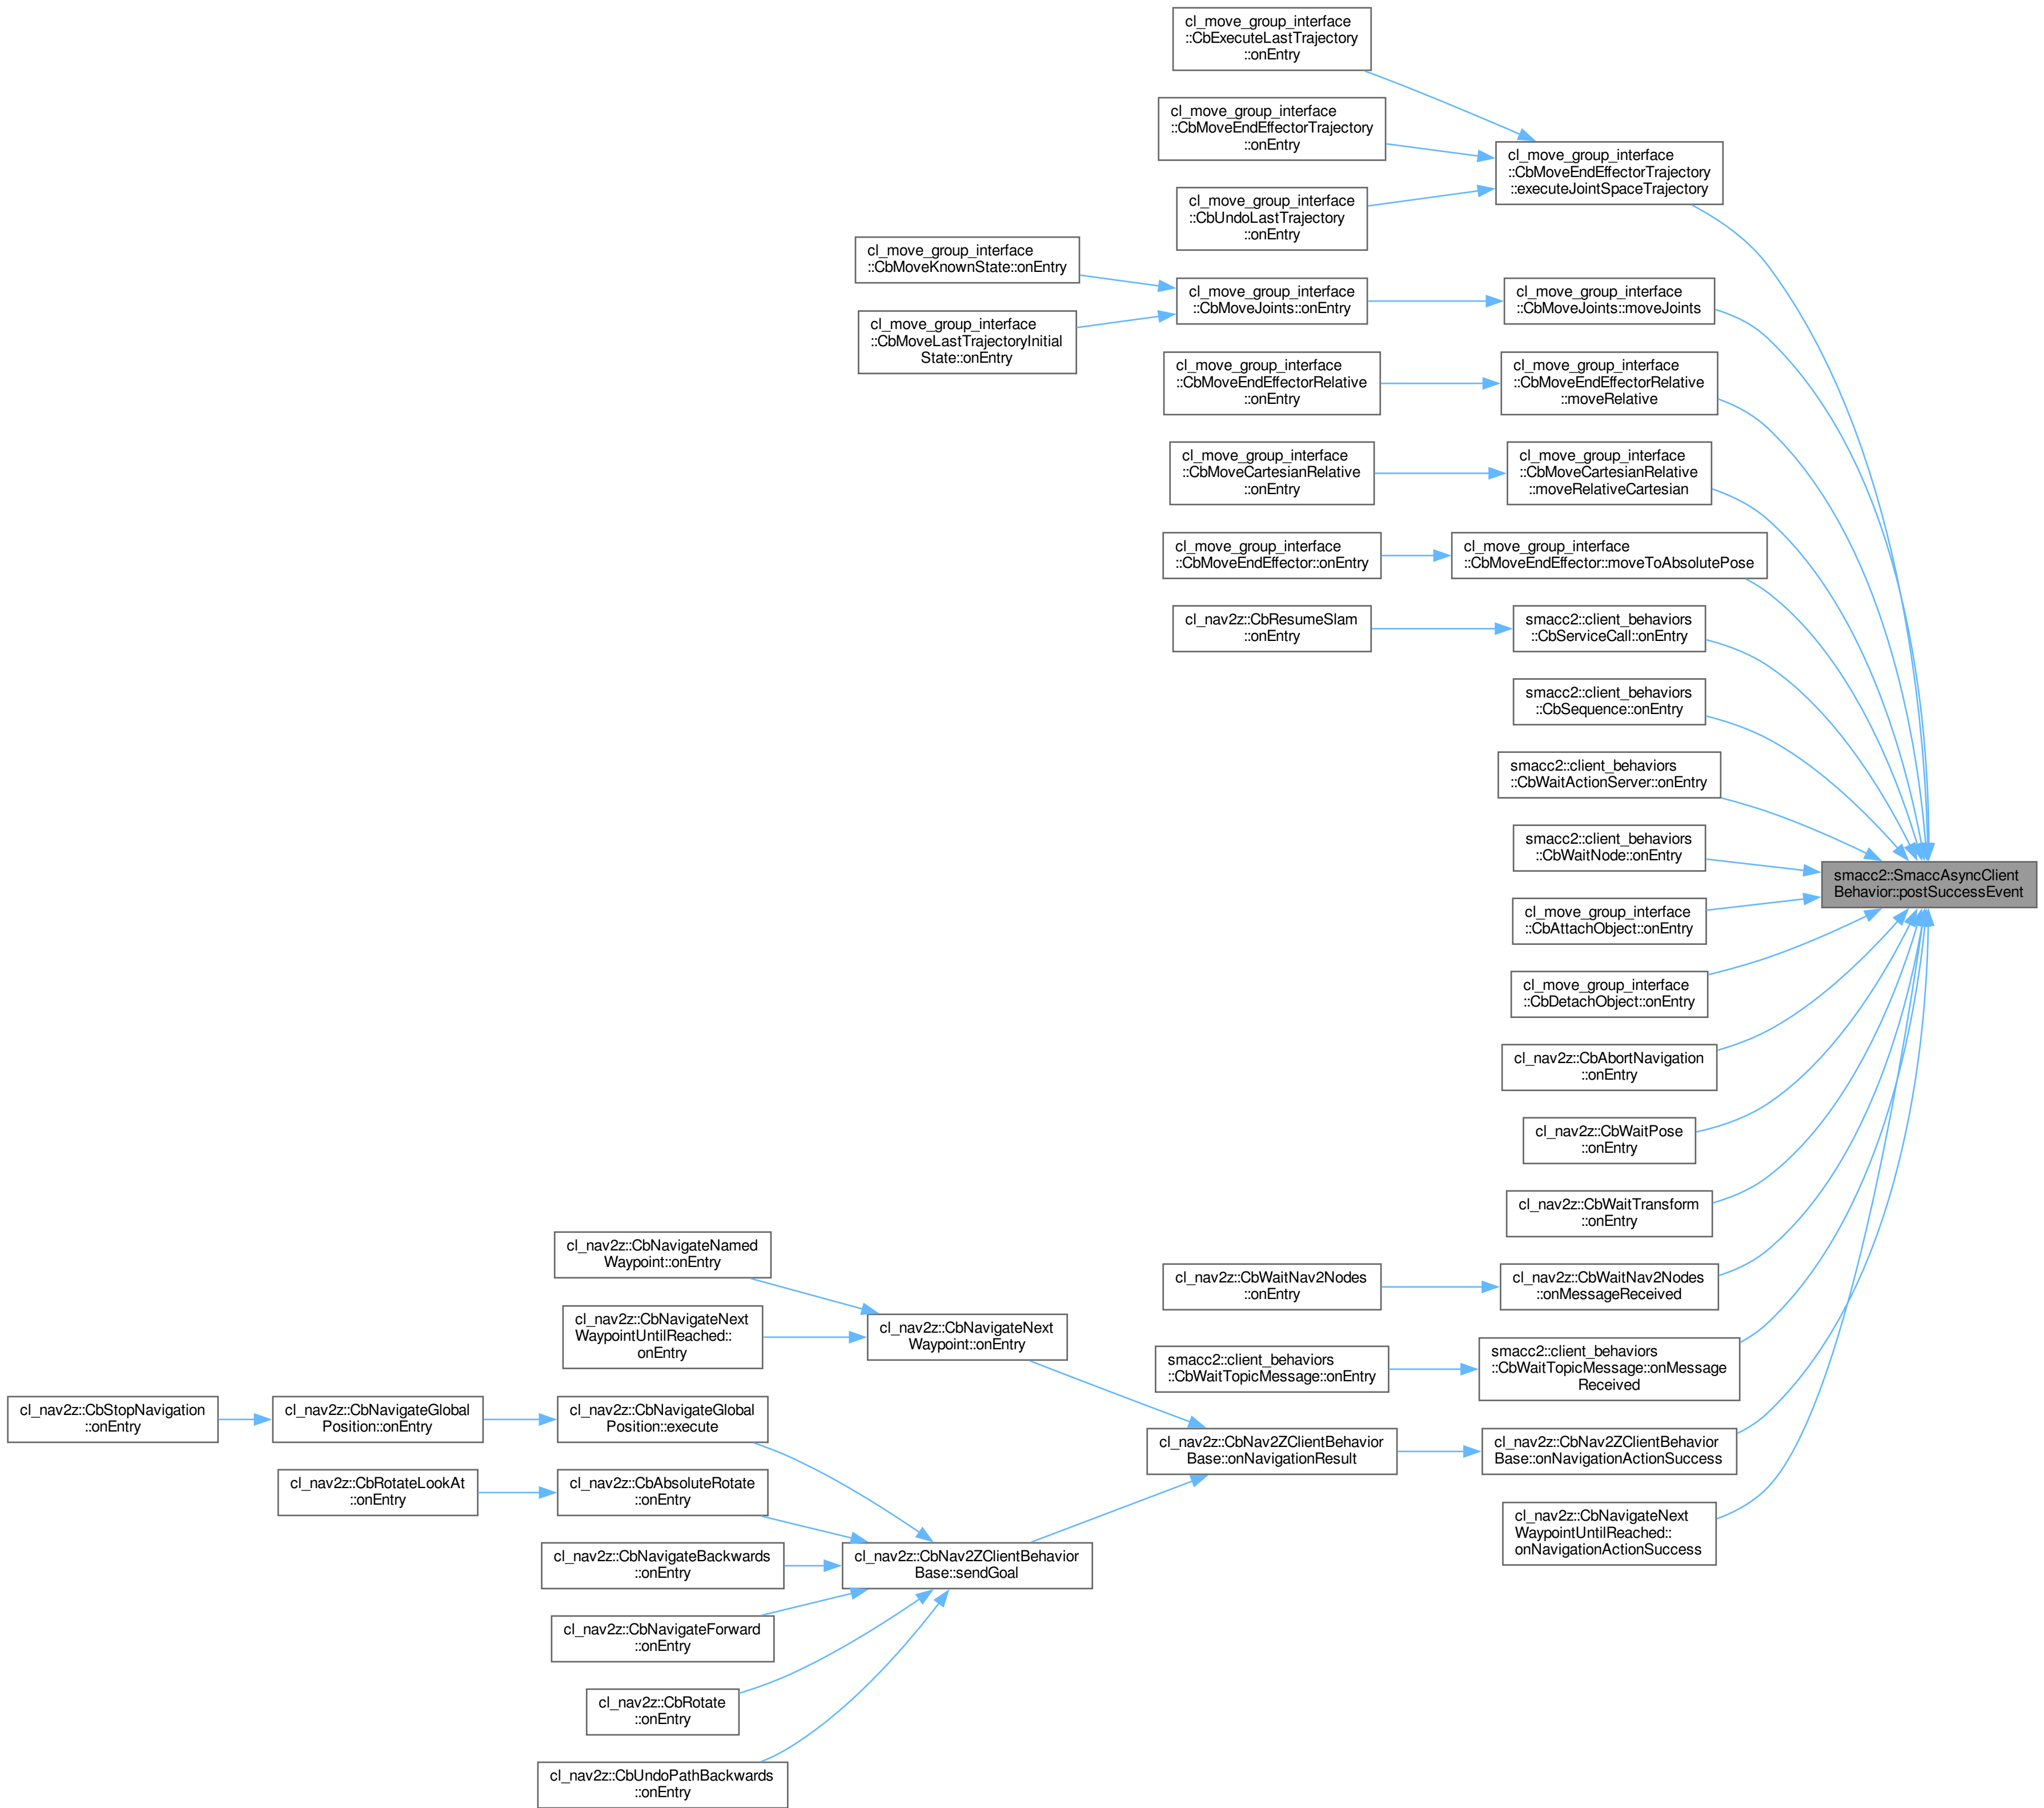 cl_move_group_interface
::CbExecuteLastTrajectory
::onEntry
cl_move_group_interface
::CbMoveEndEffectorTrajectory
::onEntry
cl_move_group_interface
::CbMoveEndEffectorTrajectory
::executeJointSpaceTrajectory
cl_move_group_interface
::CbUndoLastTrajectory
::onEntry
cl_move_group_interface
::CbMoveKnownState::onEntry
cl_move_group_interface
::CbMoveJoints::onEntry
cl_move_group_interface
::CbMoveJoints::moveJoints
cl_move_group_interface
::CbMoveLastTrajectoryInitial
State::onEntry
cl_move_group_interface
::CbMoveEndEffectorRelative
::onEntry
cl_move_group_interface
::CbMoveEndEffectorRelative
::moveRelative
cl_move_group_interface
::CbMoveCartesianRelative
::onEntry
cl_move_group_interface
::CbMoveCartesianRelative
::moveRelativeCartesian
cl_move_group_interface
::CbMoveEndEffector::onEntry
cl_move_group_interface
::CbMoveEndEffector::moveToAbsolutePose
cl_nav2z::CbResumeSlam
::onEntry
smacc2::client_behaviors
::CbServiceCall::onEntry
smacc2::client_behaviors
::CbSequence::onEntry
smacc2::client_behaviors
::CbWaitActionServer::onEntry
smacc2::client_behaviors
::CbWaitNode::onEntry
smacc2::SmaccAsyncClient
Behavior::postSuccessEvent
cl_move_group_interface
::CbAttachObject::onEntry
cl_move_group_interface
::CbDetachObject::onEntry
cl_nav2z::CbAbortNavigation
::onEntry
cl_nav2z::CbWaitPose
::onEntry
cl_nav2z::CbWaitTransform
::onEntry
cl_nav2z::CbNavigateNamed
Waypoint::onEntry
cl_nav2z::CbWaitNav2Nodes
::onEntry
cl_nav2z::CbWaitNav2Nodes
::onMessageReceived
cl_nav2z::CbNavigateNext
WaypointUntilReached::
onEntry
cl_nav2z::CbNavigateNext
Waypoint::onEntry
smacc2::client_behaviors
::CbWaitTopicMessage::onEntry
smacc2::client_behaviors
::CbWaitTopicMessage::onMessage
Received
cl_nav2z::CbStopNavigation
::onEntry
cl_nav2z::CbNavigateGlobal
Position::onEntry
cl_nav2z::CbNavigateGlobal
Position::execute
cl_nav2z::CbNav2ZClientBehavior
Base::onNavigationResult
cl_nav2z::CbNav2ZClientBehavior
Base::onNavigationActionSuccess
cl_nav2z::CbRotateLookAt
::onEntry
cl_nav2z::CbAbsoluteRotate
::onEntry
cl_nav2z::CbNavigateNext
WaypointUntilReached::
onNavigationActionSuccess
cl_nav2z::CbNavigateBackwards
::onEntry
cl_nav2z::CbNav2ZClientBehavior
Base::sendGoal
cl_nav2z::CbNavigateForward
::onEntry
cl_nav2z::CbRotate
::onEntry
cl_nav2z::CbUndoPathBackwards
::onEntry